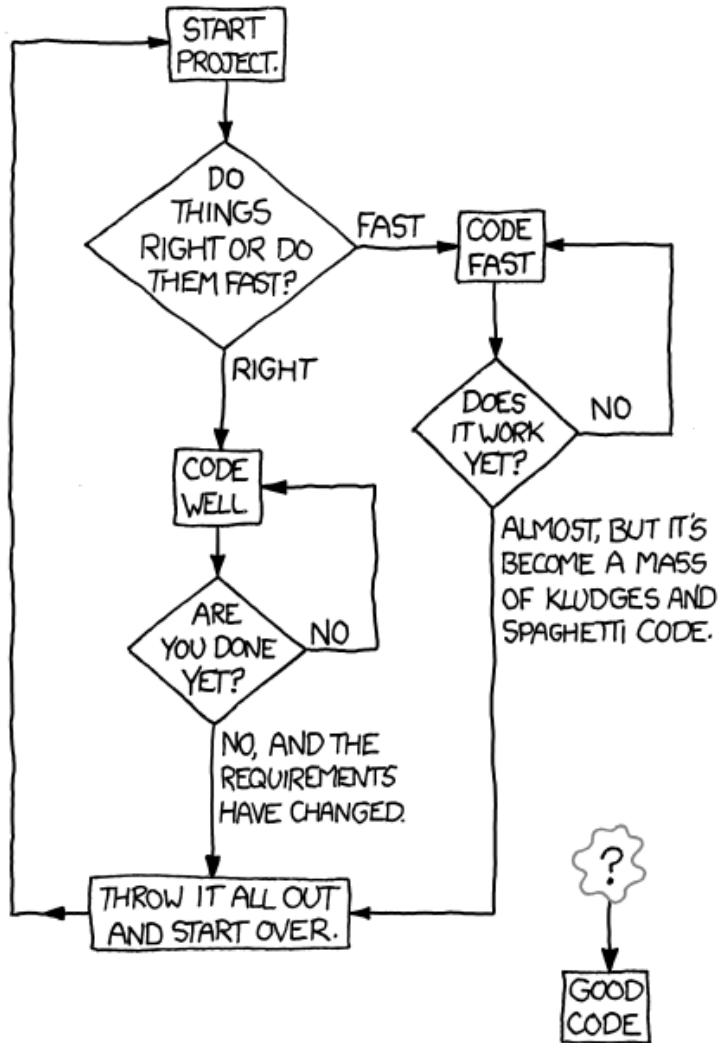 START
PROJECT.
DO
THINGS
RIGHT OR DO
THEM FAST?
FAST
CODE
FAST
RIGHT
DOES
IT WORK
YET?
NO
CODE
WELL.
ALMOST, BUT IT'S
BECOME A MASS
OF KLUDGES AND
SPAGHETTI CODE.
ARE
YOU DONE
YET?
NO
NO, AND THE
REQUIREMENTS
HAVE CHANGED.
THROW IT ALL OUT
AND START OVER.
?
GOOD
CODE